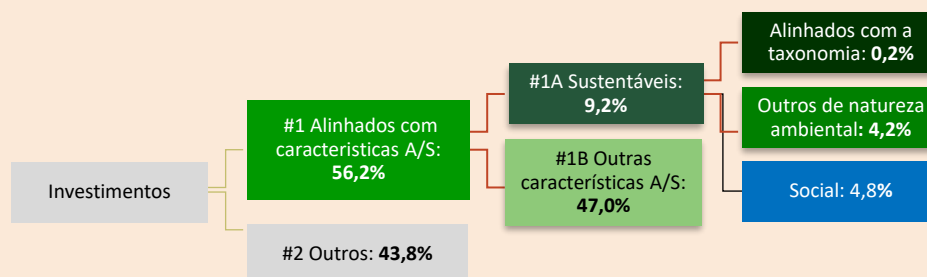 Investimentos
#1 Alinhados com
caracteristicas A/S:
56,2%
#2 Outros: 43,8%
#1A Sustentáveis:
9,2%
#1B Outras
características A/S:
47,0%
Alinhados com a
taxonomia: 0,2%
Outros de natureza
ambiental: 4,2%
Social: 4,8%